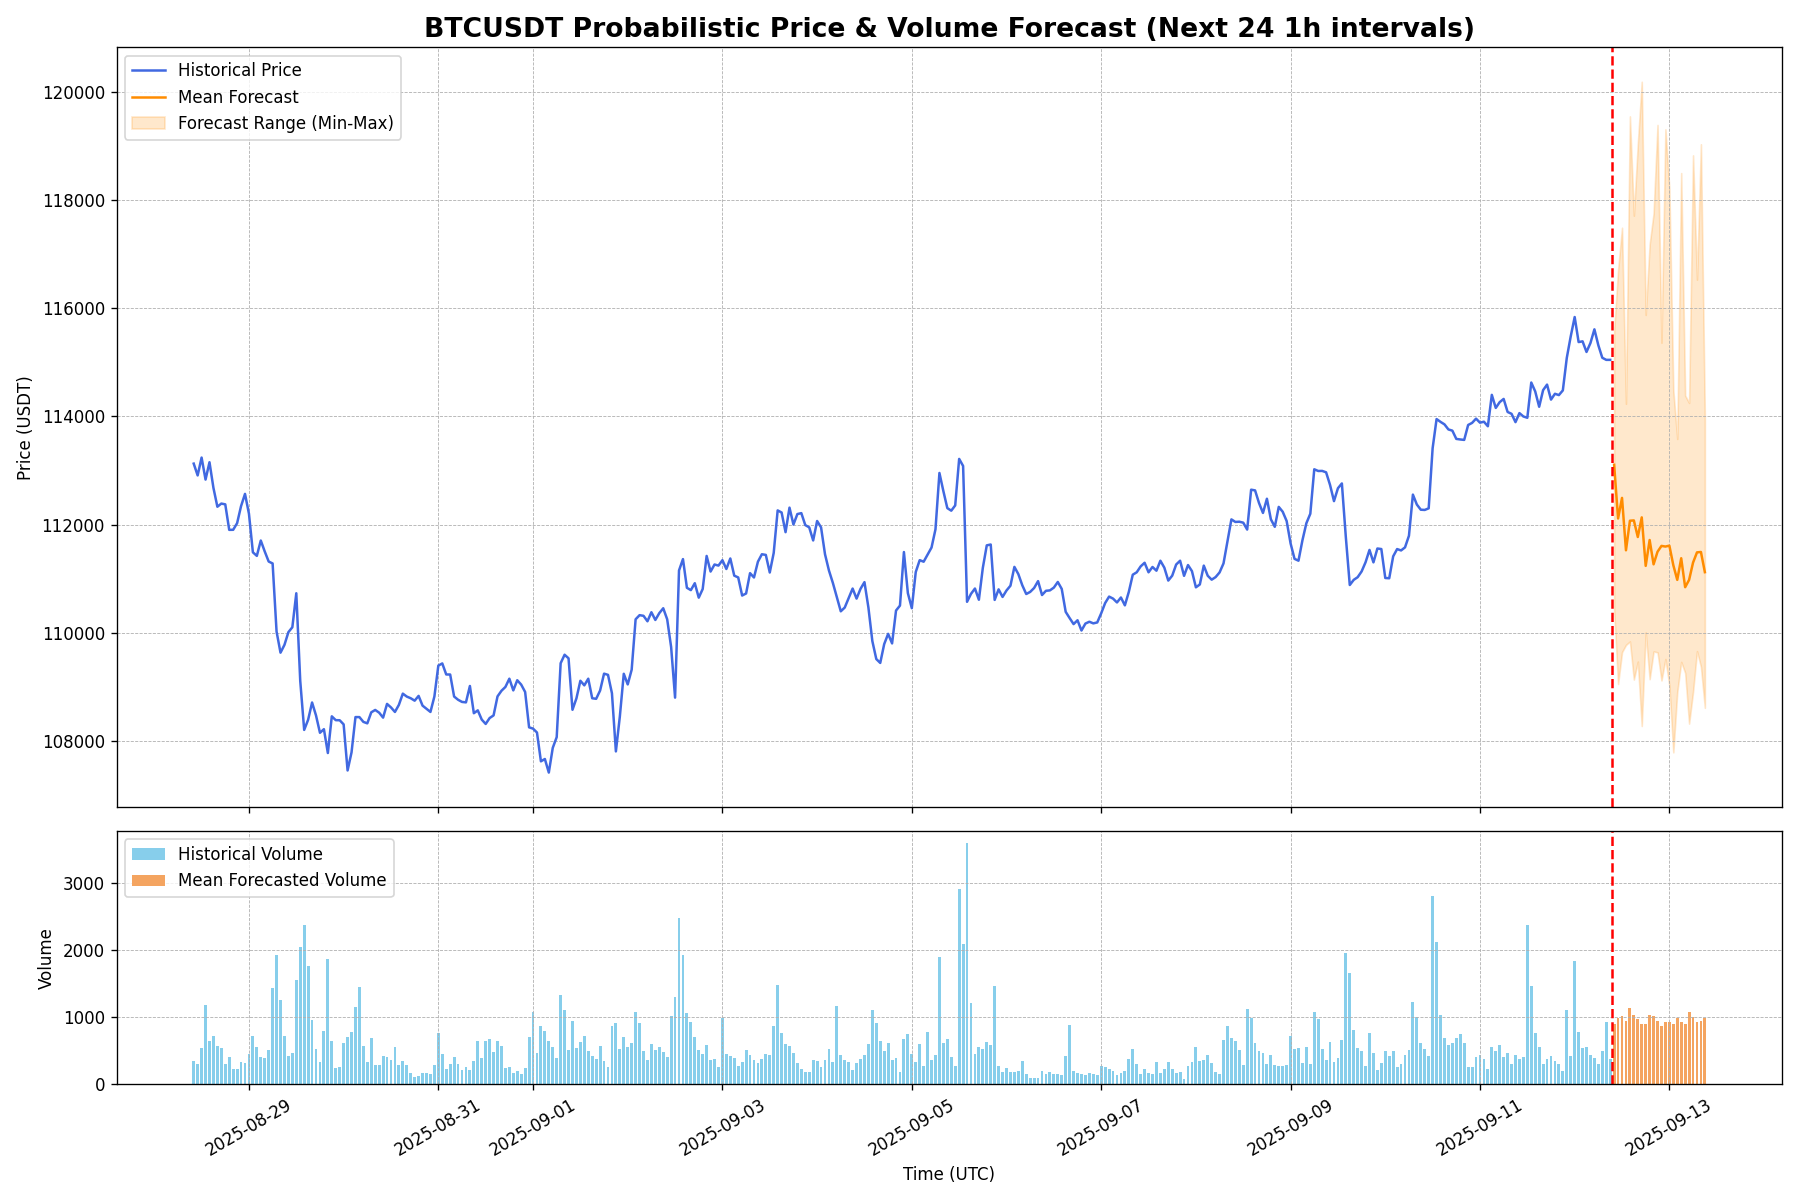 BTCUSDT Probabilistic Price & Volume Forecast (Next 24 1h intervals)
Historical Price
Mean Forecast
Forecast Range (Min-Max)
120000
118000
116000
114000
112000
110000
108000
Price (USDT)
Historical Volume
Mean Forecasted Volume
3000
2000
1000
0
Volume
2025-08-29
2025-08-31
2025-09-01
2025-09-03
2025-09-05
2025-09-07
2025-09-09
2025-09-11
2025-09-13
Time (UTC)